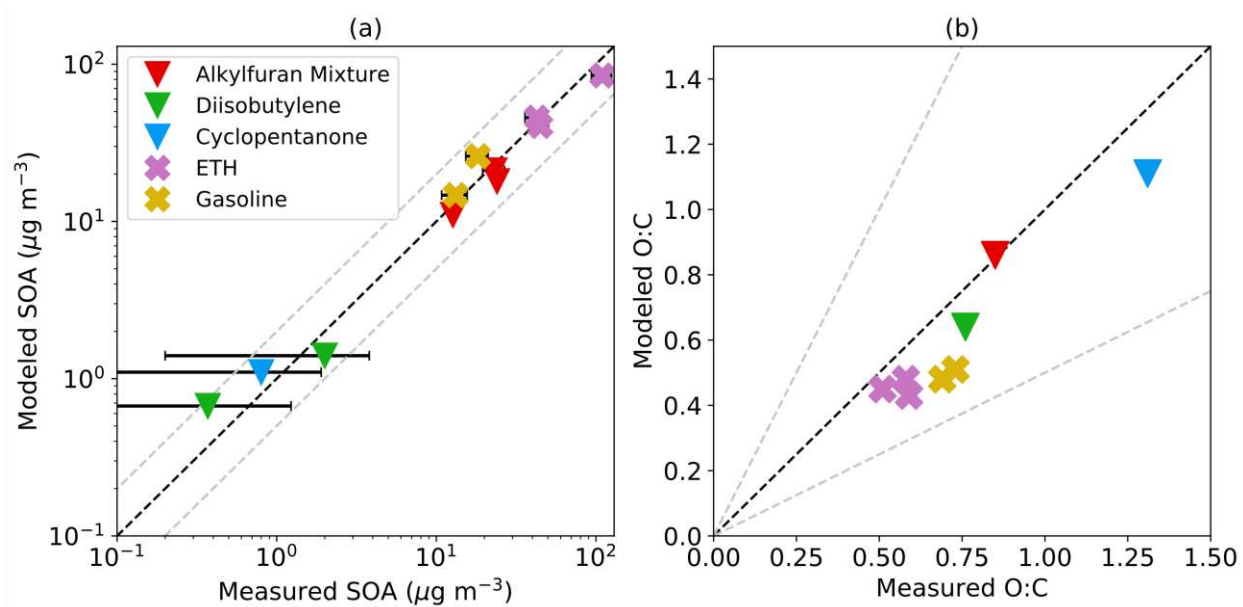 (a)
Modeled SOA (μg m⁻³)
10²
10¹
10⁰
10⁻¹
Alkylfuran Mixture
Diisobutylene
Cyclopentanone
ETH
Gasoline
10⁻¹
10⁰
10¹
10²
Measured SOA (μg m⁻³)
(b)
Modeled O:C
1.4
1.2
1.0
0.8
0.6
0.4
0.2
0.0
0.00
0.25
0.50
0.75
1.00
1.25
1.50
Measured O:C